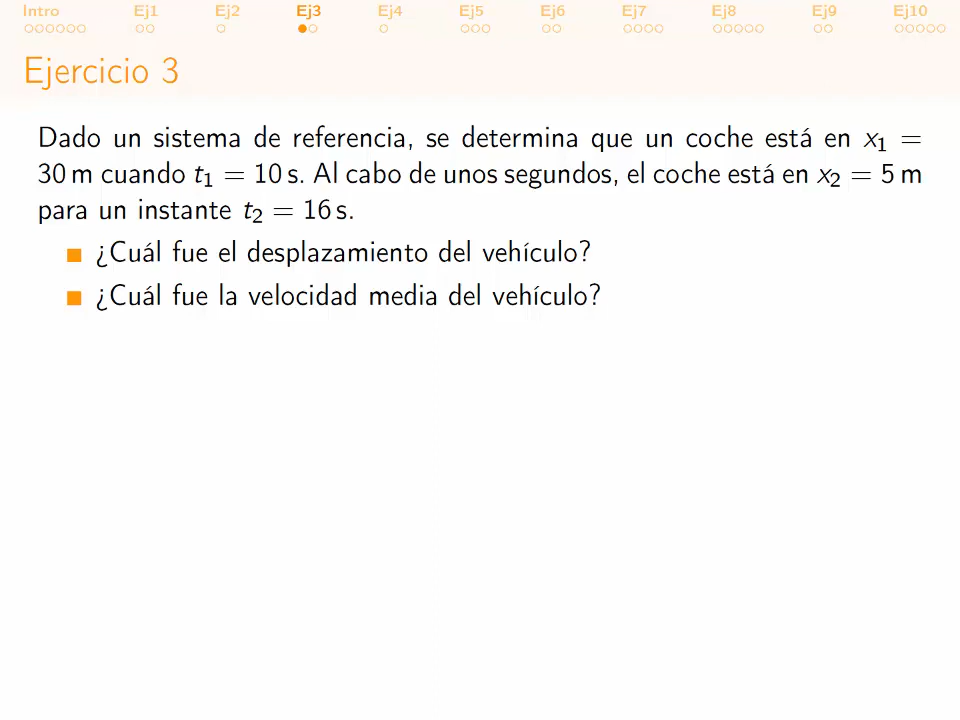 Intro Ej1 Ej2 Ej3 Ej4 Ej5 Ej6 Ej7 Ej8 Ej9 Ej10
Ejercicio 3
Dado un sistema de referencia, se determina que un coche está en x₁ =
30 m cuando t₁ = 10 s. Al cabo de unos segundos, el coche está en x₂ = 5 m
para un instante t₂ = 16 s.
¿Cuál fue el desplazamiento del vehículo?
¿Cuál fue la velocidad media del vehículo?